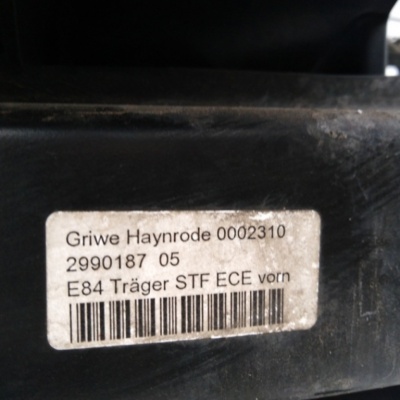 Griwe Haynrode 0002310
2990187 05
E84 Träger STF ECE vorn